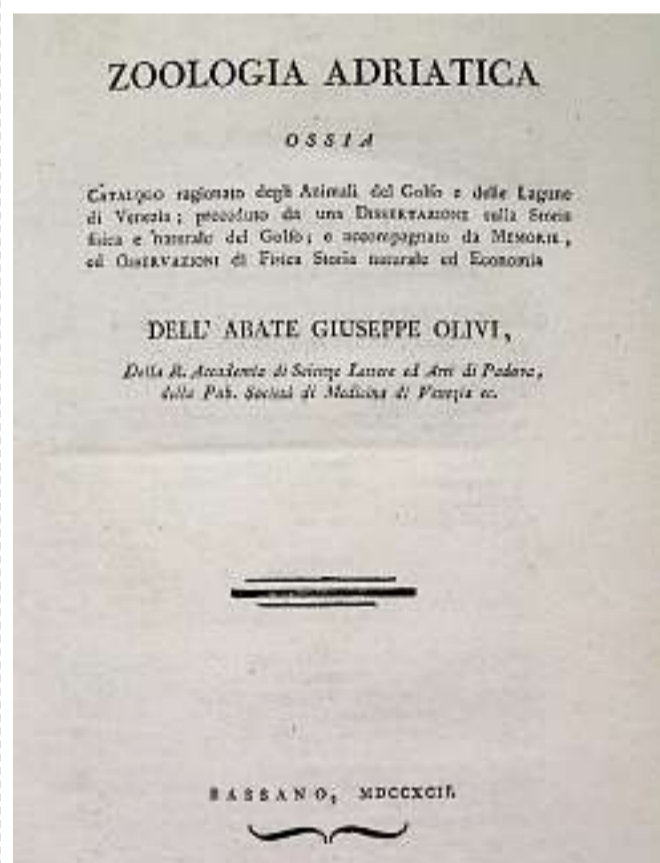 ZOOLOGIA ADRIATICA
OSSIA
CATALOGO ragionato degli Animali del Golfo e delle Lagune
di Venezia; preceduto da una DISSERTAZIONE sulla Storia
fisica e naturale del Golfo; e accompagnato da MEMORIE,
ed OSSERVAZIONI di Fisica Storia naturale ed Economia
DELL' ABATE GIUSEPPE OLIVI,
Della R. Accademia di Scienze Lettere ed Arti di Padova,
della Pub. Società di Medicina di Venezia ec.
BASSANO, MDCCXCII.